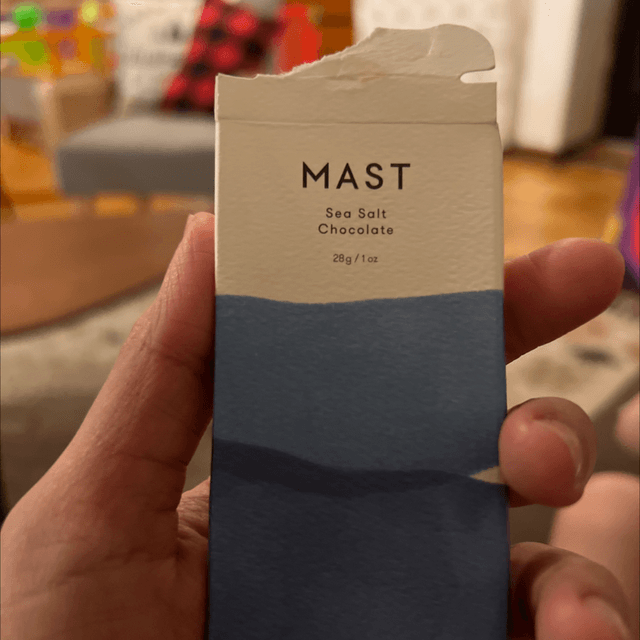 MAST
Sea Salt
Chocolate
28g / 1 oz